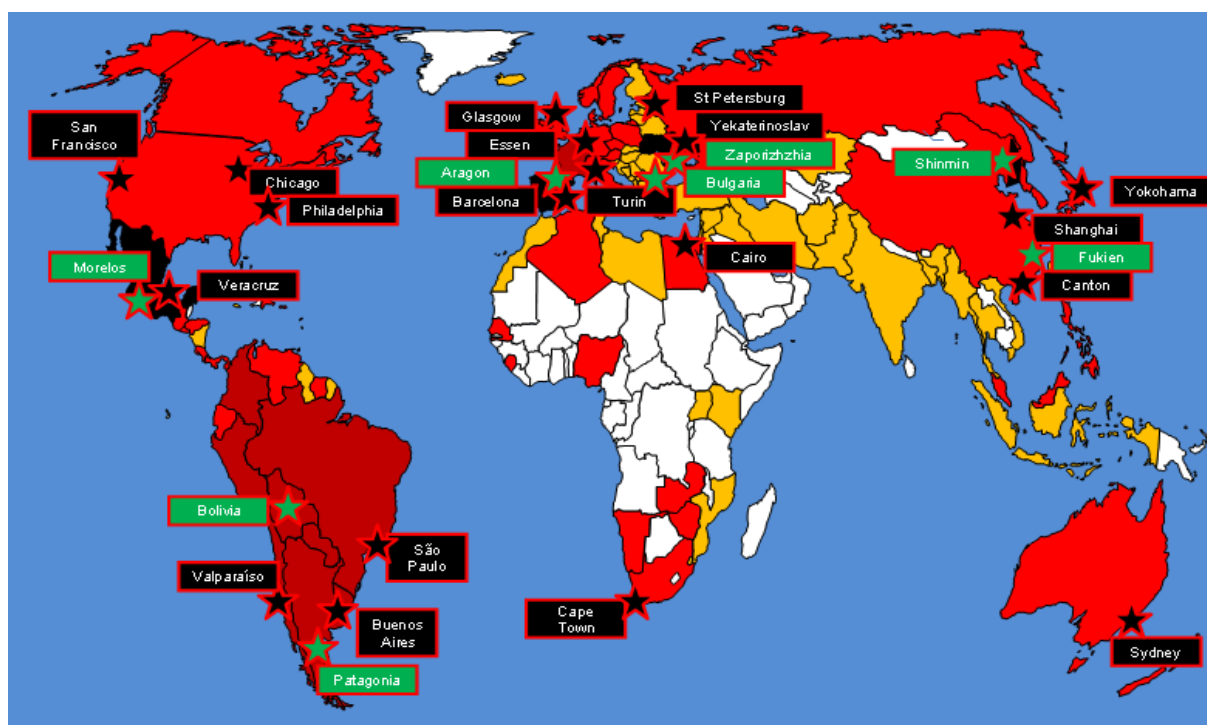 San
Francisco
Chicago
Philadelphia
Morelos
Veracruz
Bolivia
São
Paulo
Valparaíso
Buenos
Aires
Patagonia
Glasgow
St Petersburg
Essen
Yekaterinoslav
Aragon
Zaporizhzhia
Barcelona
Turin
Bulgaria
Cairo
Cape
Town
Shinmin
Yokohama
Shanghai
Fukien
Canton
Sydney